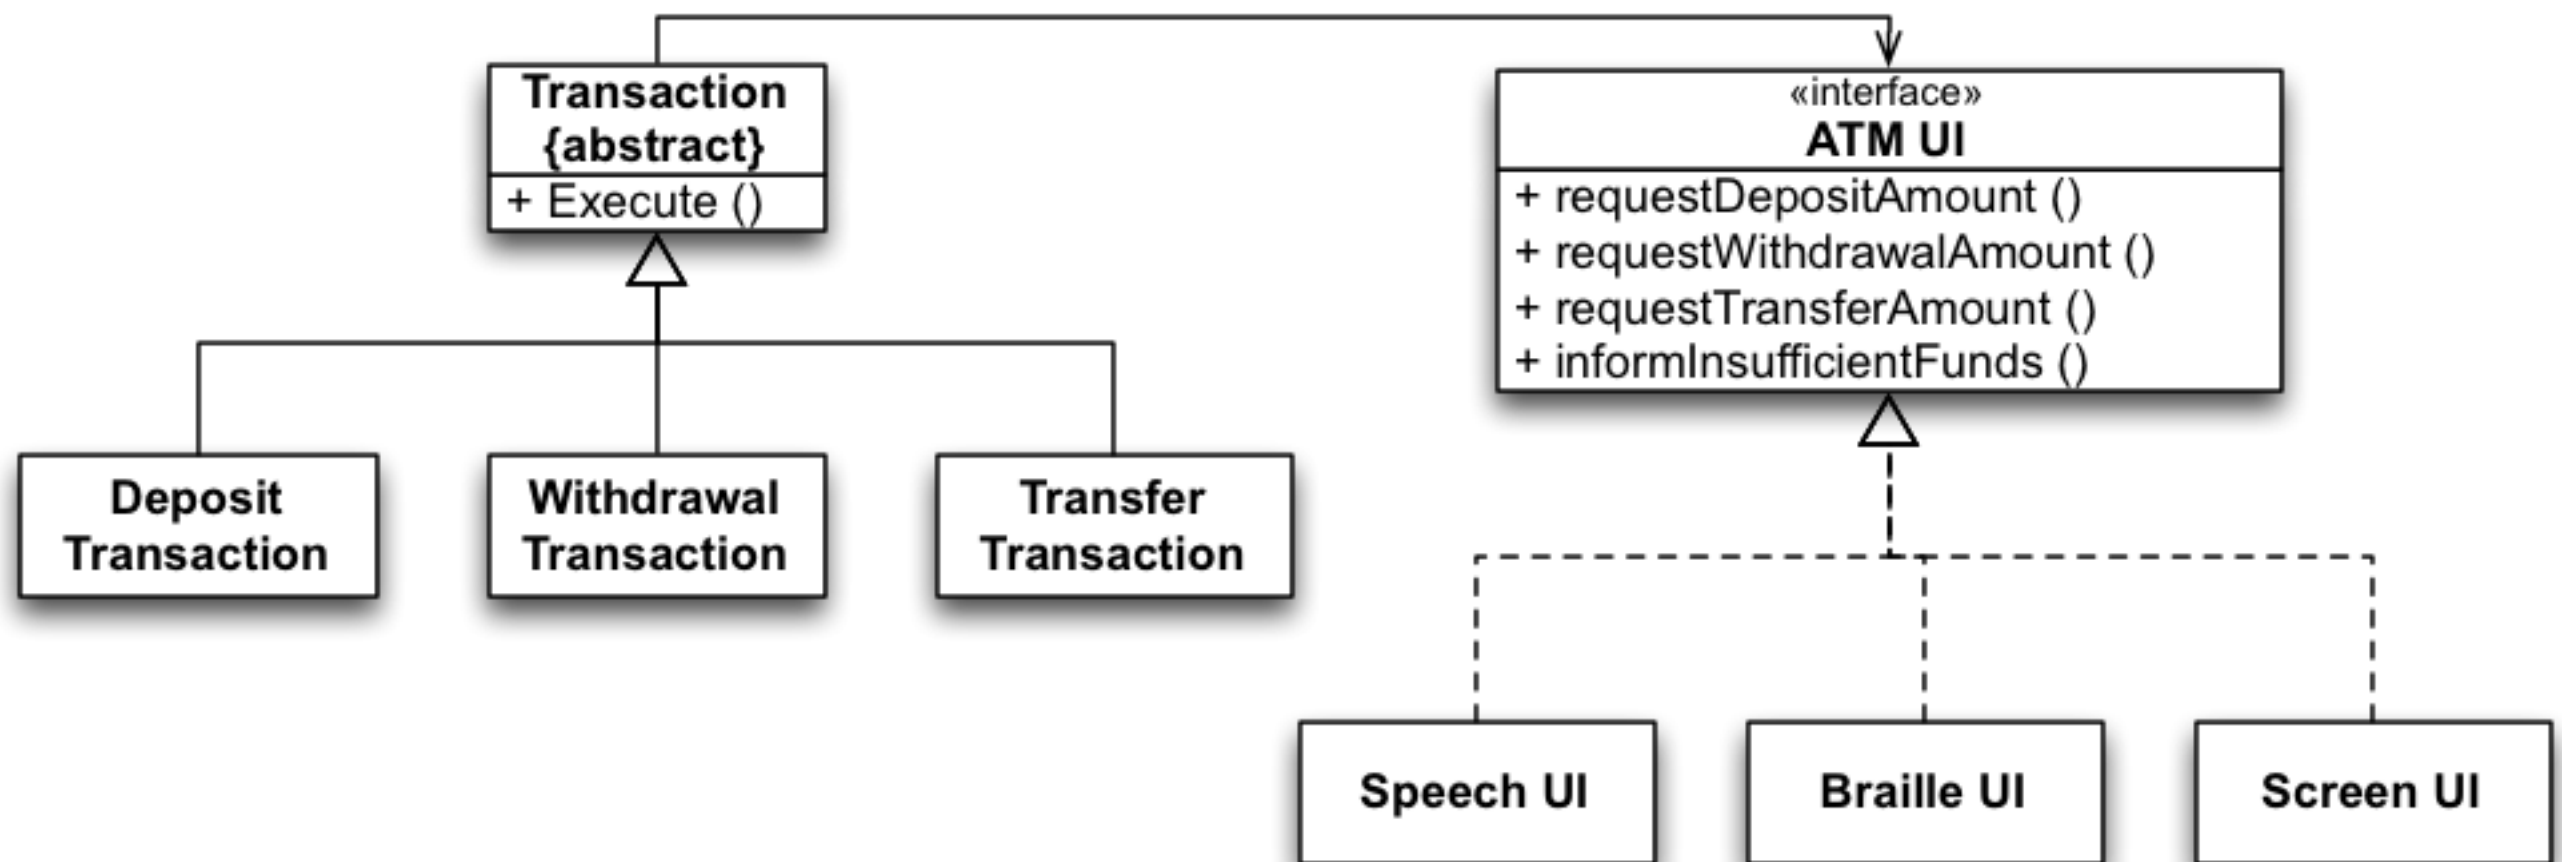 Transaction
{abstract}
+ Execute ()
«interface»
ATM UI
+ requestDepositAmount ()
+ requestWithdrawalAmount ()
+ requestTransferAmount ()
+ informInsufficientFunds ()
Deposit
Transaction
Withdrawal
Transaction
Transfer
Transaction
Speech UI
Braille UI
Screen UI